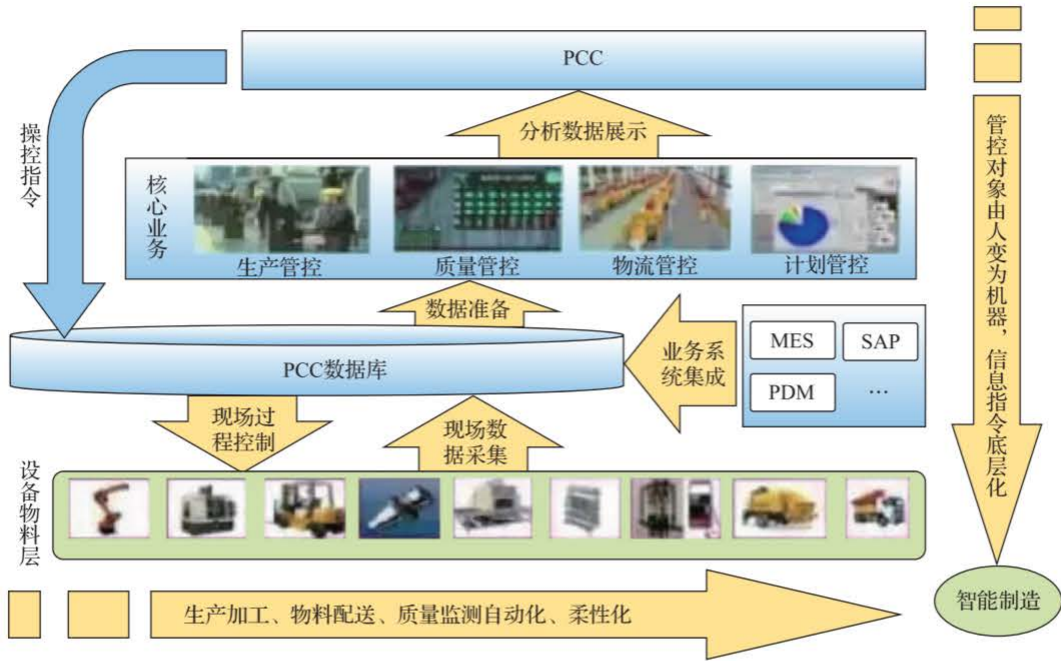 PCC
操控指令
分析数据展示
核心业务
生产管控
质量管控
物流管控
计划管控
数据准备
PCC数据库
业务系
统集成
MES
SAP
PDM
…
现场过
程控制
现场数
据采集
设备物料层
生产加工、物料配送、质量监测自动化、柔性化
管控对象由人变为机器，信息指令底层化
智能制造